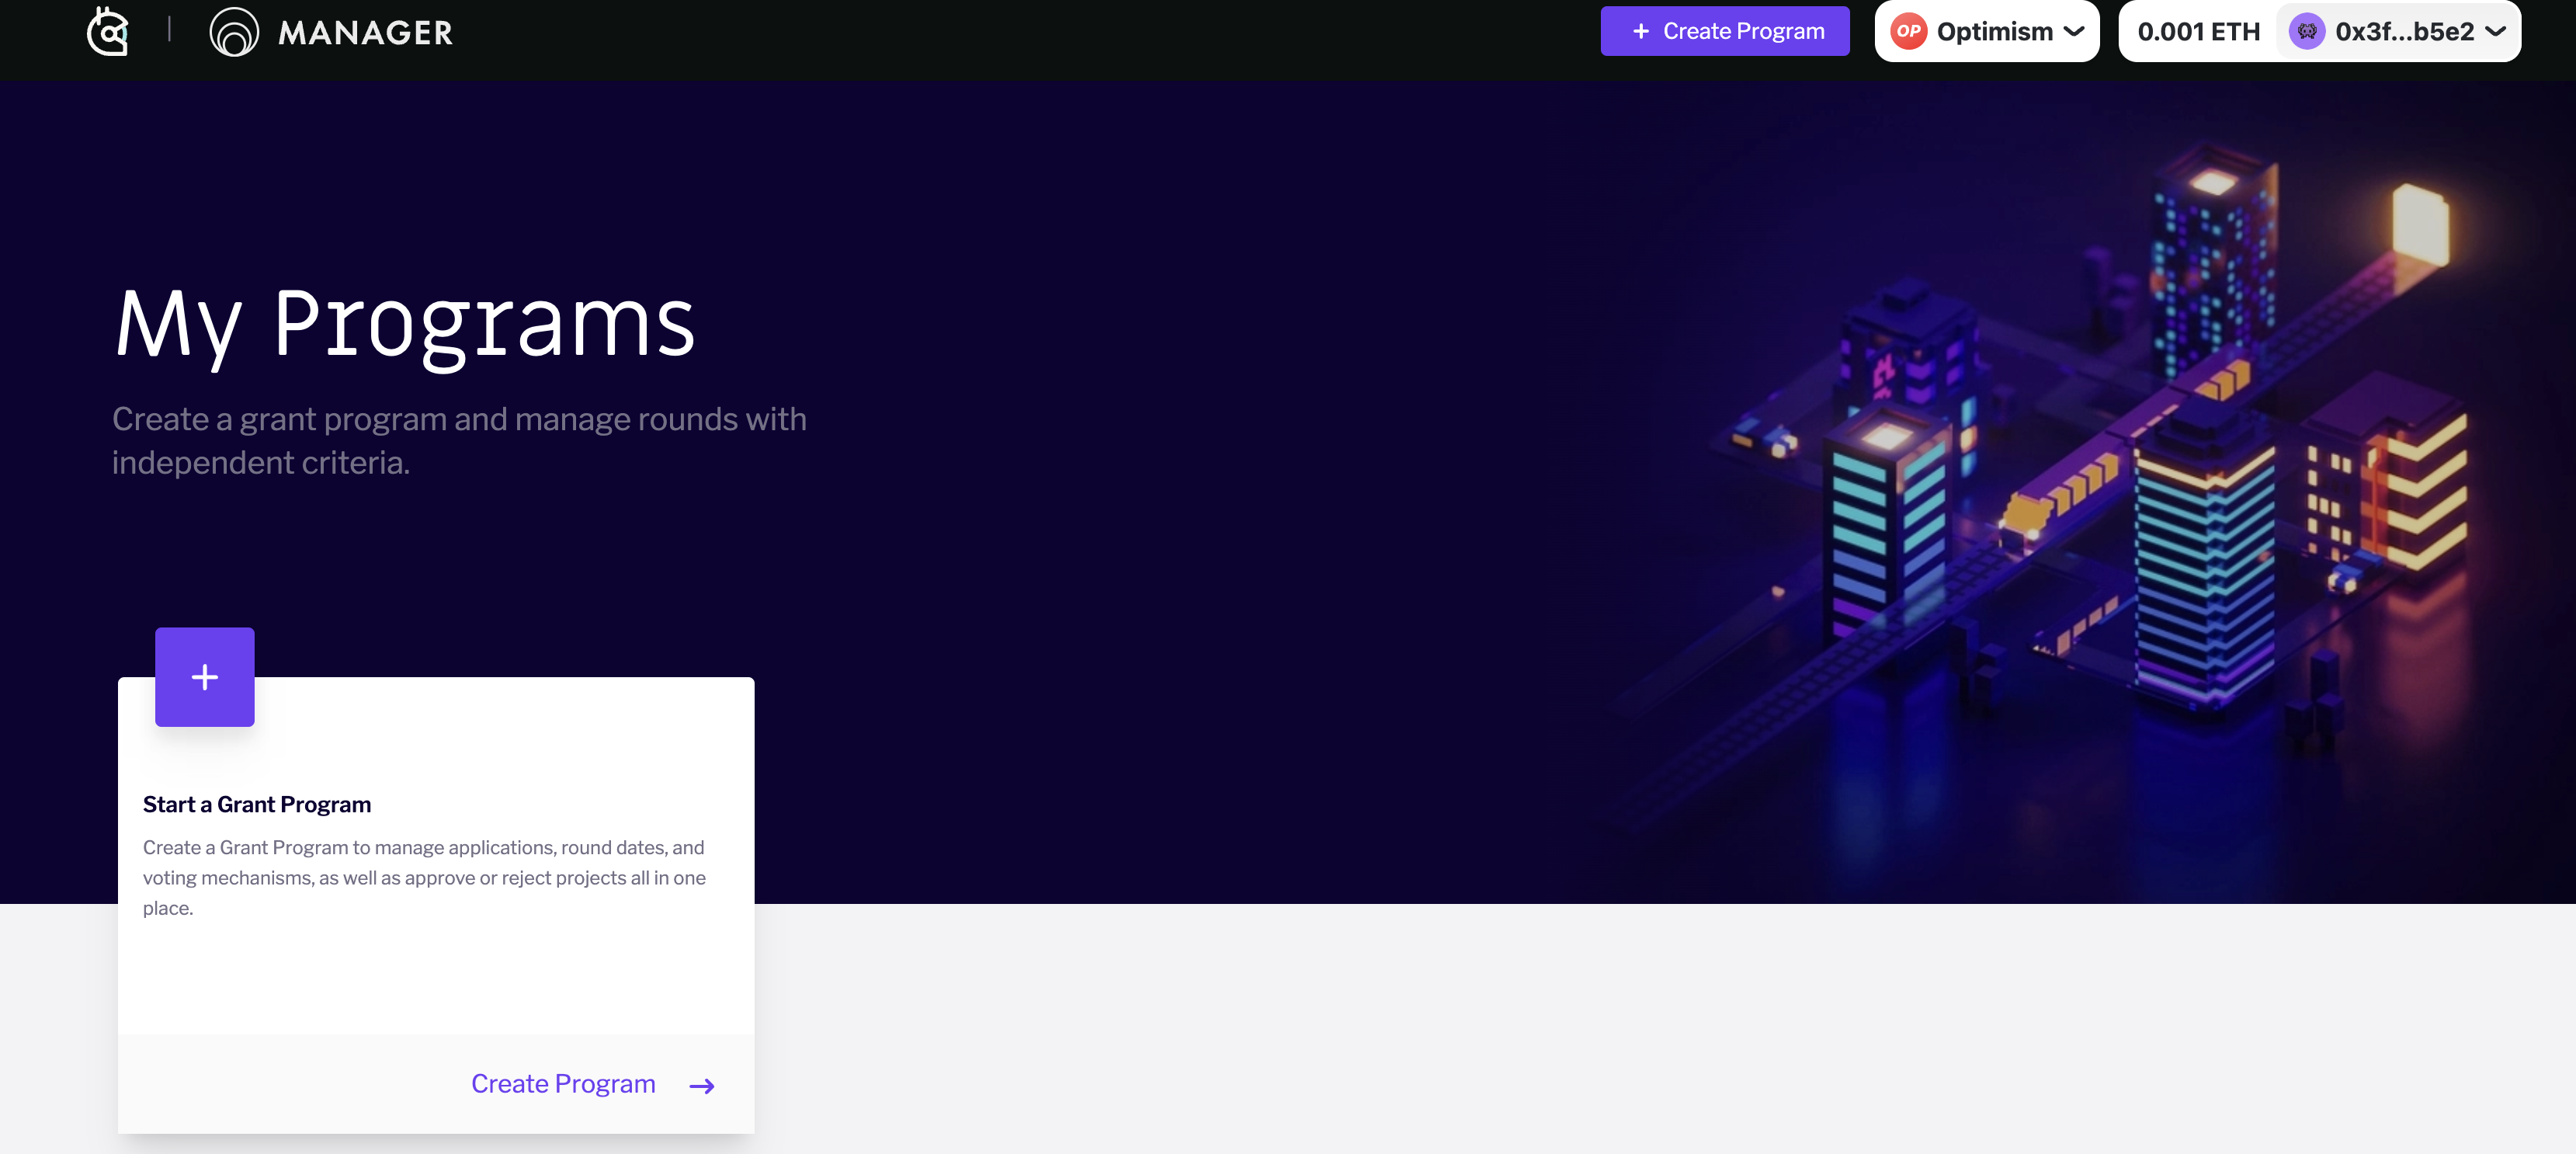 MANAGER
+ Create Program
OP Optimism
0.001 ETH
0x3f...b5e2
My Programs
Create a grant program and manage rounds with
independent criteria.
+
Start a Grant Program
Create a Grant Program to manage applications, round dates, and
voting mechanisms, as well as approve or reject projects all in one
place.
Create Program →